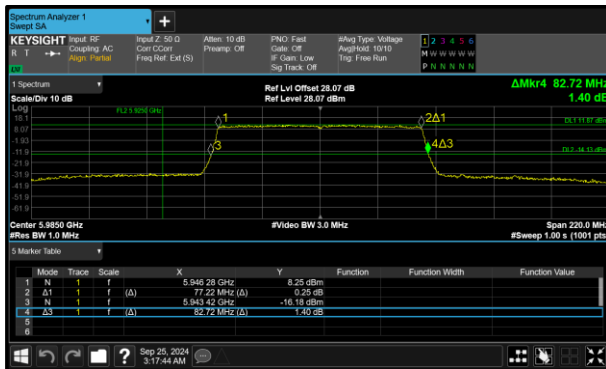 Spectrum Analyzer 1
Swept SA
+
KEYSIGHT Input: RF Input Z: 50 Ω Atten: 10 dB PNO: Fast #Avg Type: Voltage 1 2 3 4 5 6
R T Coupling: AC Corr CCorr Preamp: Off Gate: Off Avg|Hold: 10/10 M W W W W W
Align: Partial Freq Ref: Ext (S) IF Gain: Low Trig: Free Run
Sig Track: Off P N N N N N
1 Spectrum
Ref Lvl Offset 28.07 dB ΔMkr4 82.72 MHz
Scale/Div 10 dB Ref Level 28.07 dBm 1.40 dB
Log
18.1 FL2 5.9250 GHz 1 2Δ1 DL1 11.87 dBm
8.07
-1.93
-11.9 3 4Δ3 DL2 -14.13 dBm
-21.9
-31.9
-41.9
-51.9
-61.9
Center 5.9850 GHz #Video BW 3.0 MHz Span 220.0 MHz
#Res BW 1.0 MHz #Sweep 1.00 s (1001 pts
5 Marker Table
Mode Trace Scale X Y Function Function Width Function Value
1 N 1 f 5.946 28 GHz 8.25 dBm
2 Δ1 1 f (Δ) 77.22 MHz (Δ) 0.25 dB
3 N 1 f 5.943 42 GHz -16.18 dBm
4 Δ3 1 f (Δ) 82.72 MHz (Δ) 1.40 dB
5
6
? Sep 25, 2024
3:17:44 AM